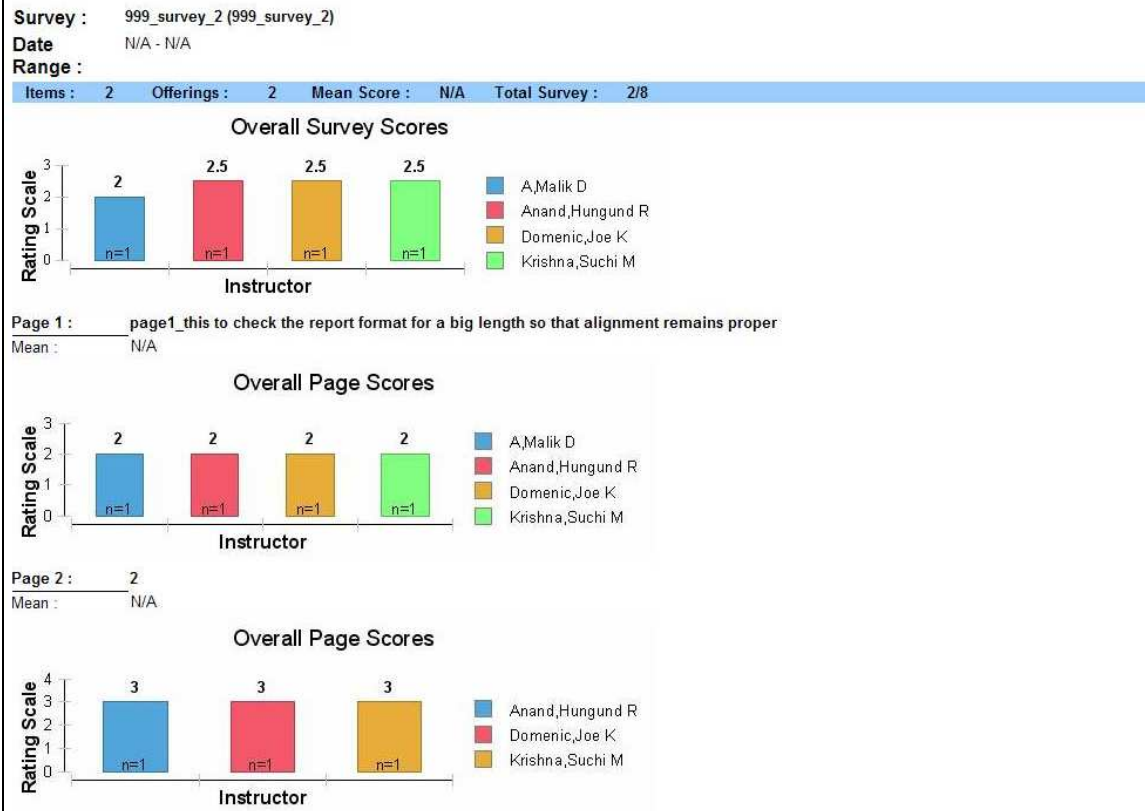 Survey : 999_survey_2 (999_survey_2)
Date Range : N/A - N/A
Items : 2 Offerings : 2 Mean Score : N/A Total Survey : 2/8
Overall Survey Scores
Rating Scale
3
2
1
0
2 2.5 2.5 2.5
n=1 n=1 n=1 n=1
Instructor
A,Malik D
Anand,Hungund R
Domenic,Joe K
Krishna,Suchi M
Page 1 : page1_this to check the report format for a big length so that alignment remains proper
Mean : N/A
Overall Page Scores
Rating Scale
3
2
1
0
2 2 2 2
n=1 n=1 n=1 n=1
Instructor
A,Malik D
Anand,Hungund R
Domenic,Joe K
Krishna,Suchi M
Page 2 : 2
Mean : N/A
Overall Page Scores
Rating Scale
4
3
2
1
0
3 3 3
n=1 n=1 n=1
Instructor
Anand,Hungund R
Domenic,Joe K
Krishna,Suchi M